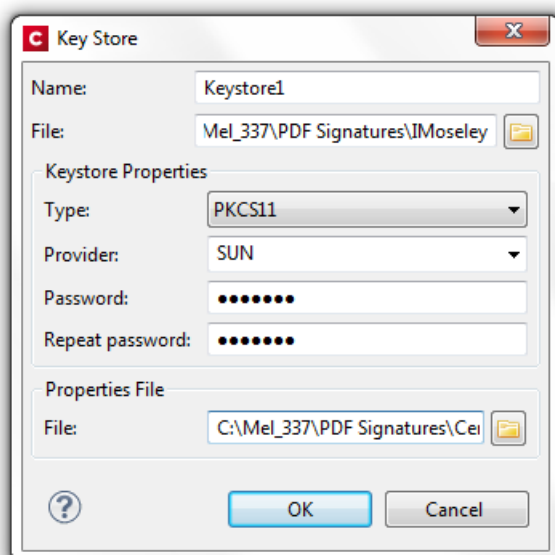 C Key Store
Name: Keystore1
File: Mel_337\PDF Signatures\IMoseley
Keystore Properties
Type: PKCS11
Provider: SUN
Password: •••••••
Repeat password: •••••••
Properties File
File: C:\Mel_337\PDF Signatures\Cer
? OK Cancel